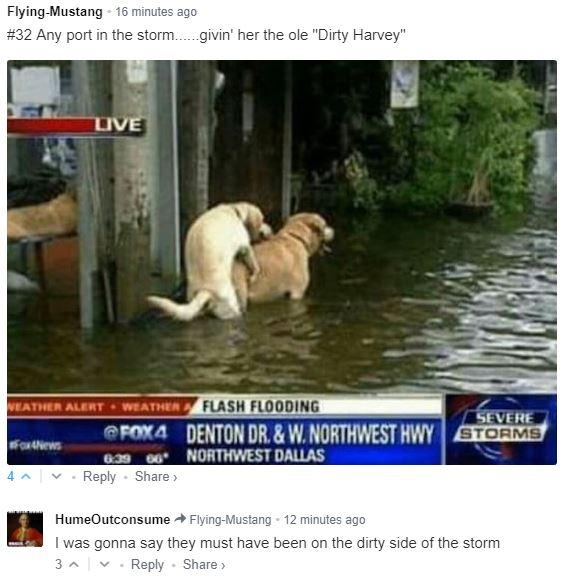 Flying-Mustang · 16 minutes ago
#32 Any port in the storm......givin' her the ole "Dirty Harvey"
LIVE
WEATHER ALERT • WEATHER A
FLASH FLOODING
@FOX4
DENTON DR. & W. NORTHWEST HWY
SEVERE
STORMS
#Fox4News
6:39 66°
NORTHWEST DALLAS
4 Reply · Share ›
HumeOutconsume Flying-Mustang · 12 minutes ago
I was gonna say they must have been on the dirty side of the storm
3 Reply · Share ›